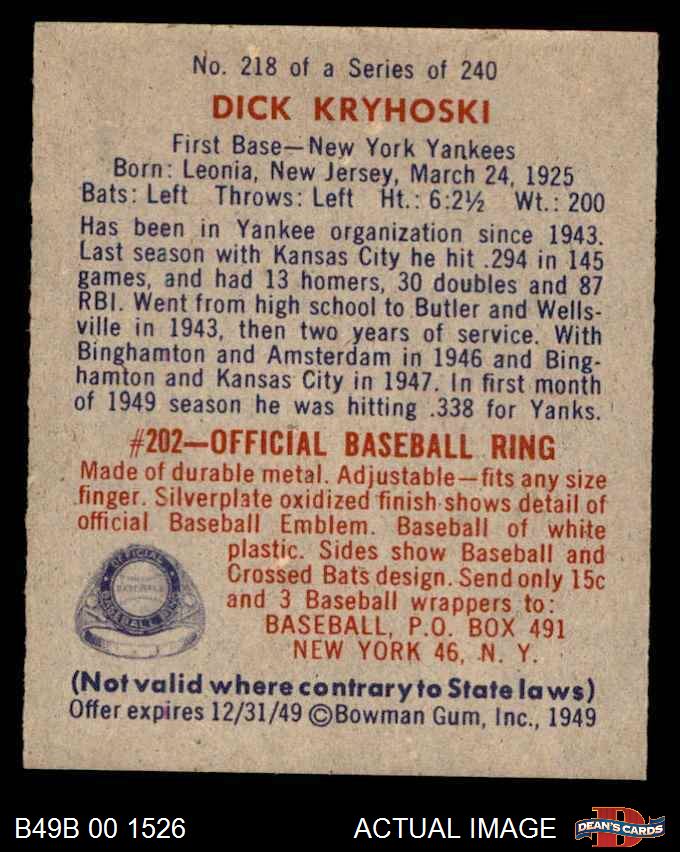 No. 218 of a Series of 240
DICK KRYHOSKI
First Base—New York Yankees
Born: Leonia, New Jersey, March 24, 1925
Bats: Left Throws: Left Ht.: 6:2½ Wt.: 200
Has been in Yankee organization since 1943.
Last season with Kansas City he hit .294 in 145
games, and had 13 homers, 30 doubles and 87
RBI. Went from high school to Butler and Wells-
ville in 1943, then two years of service. With
Binghamton and Amsterdam in 1946 and Bing-
hamton and Kansas City in 1947. In first month
of 1949 season he was hitting .338 for Yanks.
#202—OFFICIAL BASEBALL RING
Made of durable metal. Adjustable—fits any size
finger. Silverplate oxidized finish shows detail of
official Baseball Emblem. Baseball of white
plastic. Sides show Baseball and
Crossed Bats design. Send only 15c
and 3 Baseball wrappers to:
BASEBALL, P.O. BOX 491
NEW YORK 46, N. Y.
OFFICIAL
BASEBALL RING
(Not valid where contrary to State laws)
Offer expires 12/31/49 ©Bowman Gum, Inc., 1949
B49B 00 1526
ACTUAL IMAGE
DEAN'S CARDS